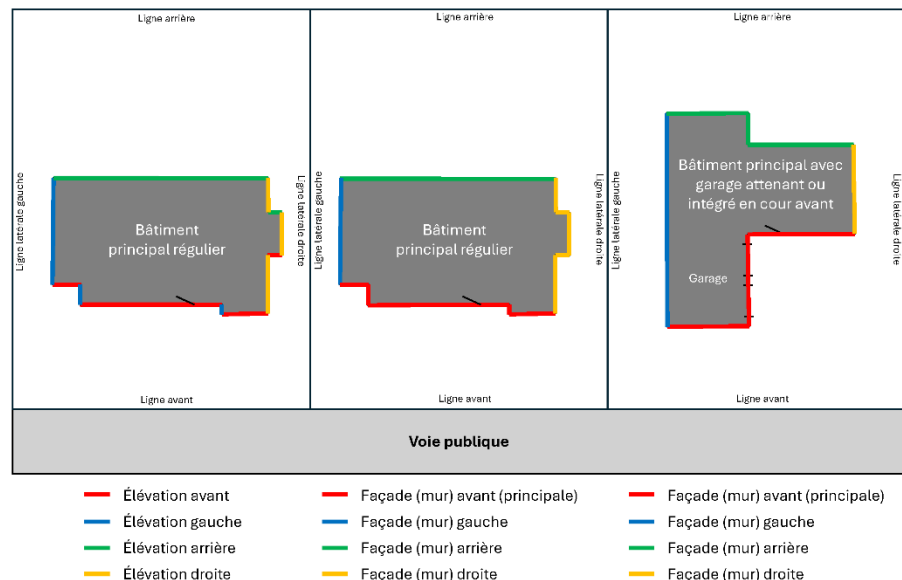 Ligne arrière
Ligne arrière
Ligne arrière
Ligne latérale gauche
Bâtiment
principal régulier
Ligne latérale droite
Ligne latérale gauche
Bâtiment
principal régulier
Ligne latérale droite
Ligne latérale gauche
Bâtiment principal avec
garage attenant ou
intégré en cour avant
Garage
Ligne latérale droite
Ligne avant
Ligne avant
Ligne avant
Voie publique
Élévation avant
Élévation gauche
Élévation arrière
Élévation droite
Façade (mur) avant (principale)
Façade (mur) gauche
Façade (mur) arrière
Façade (mur) droite
Façade (mur) avant (principale)
Façade (mur) gauche
Façade (mur) arrière
Façade (mur) droite